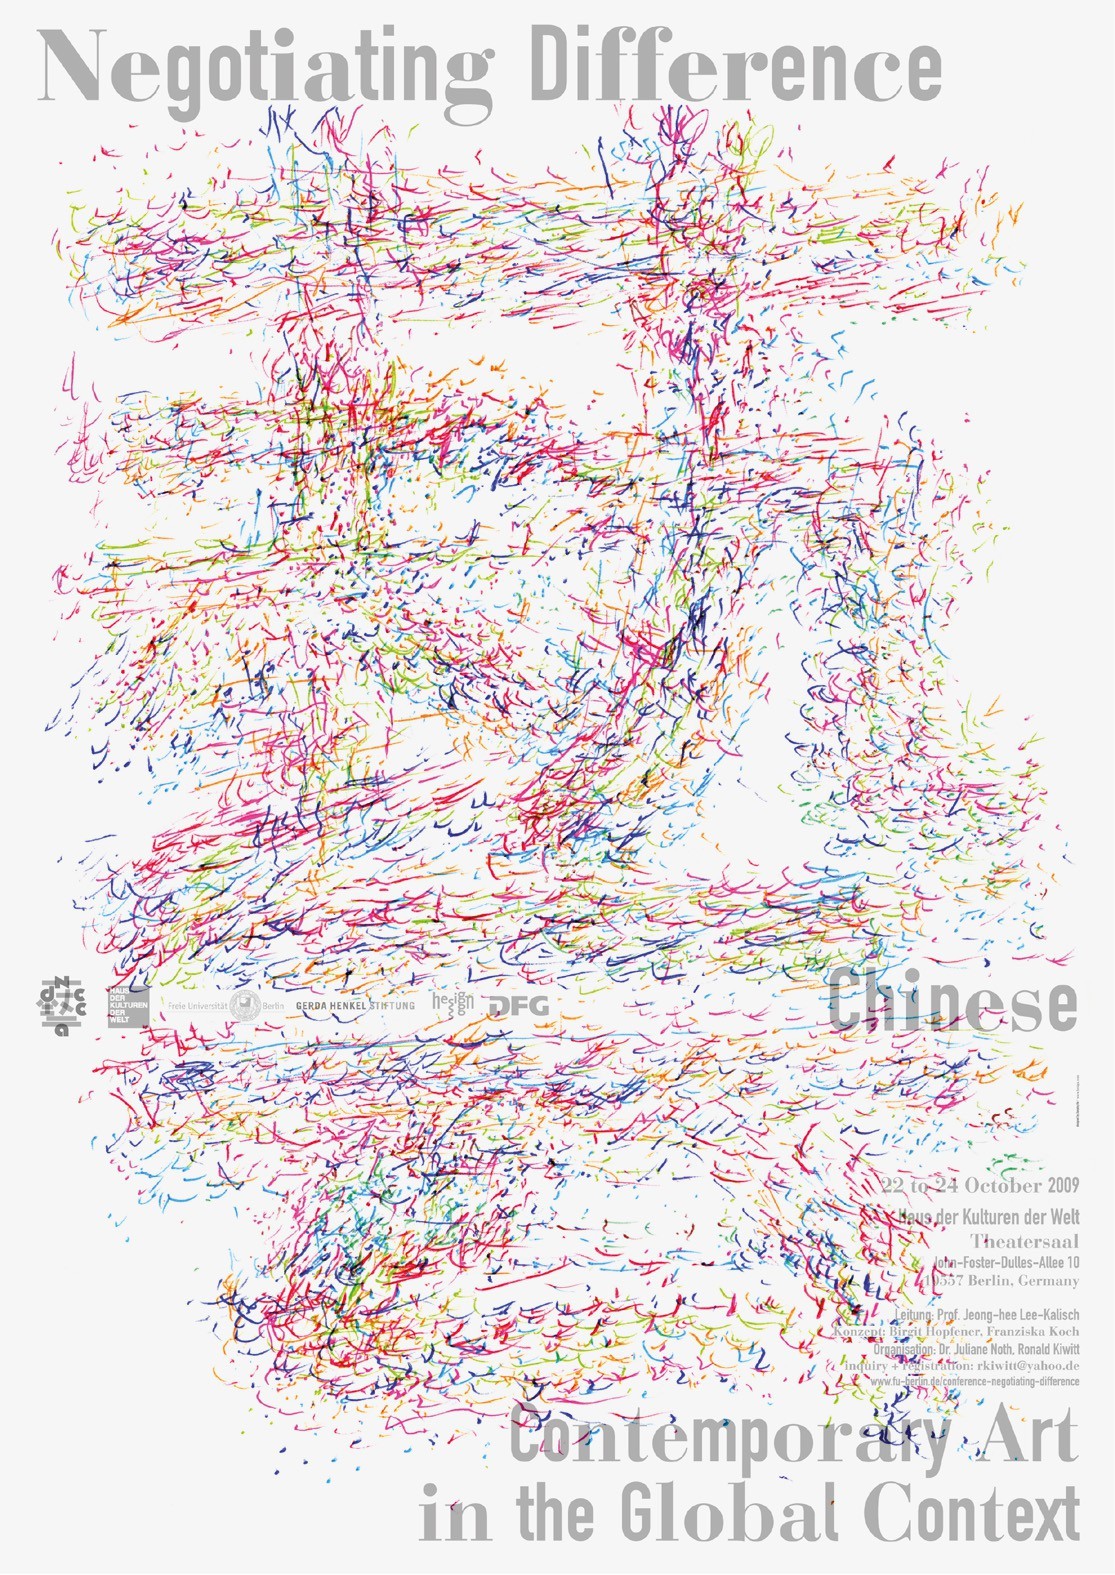 Negotiating Difference
藝
HAUS
DER
KULTUREN
DER
WELT
Freie Universität Berlin
GERDA HENKEL STIFTUNG
hesign
DFG
Chinese
22 to 24 October 2009
Haus der Kulturen der Welt
Theatersaal
John-Foster-Dulles-Allee 10
10557 Berlin, Germany
Leitung: Prof. Jeong-hee Lee-Kalisch
Konzept: Birgit Hopfener, Franziska Koch
Organisation: Dr. Juliane Noth, Ronald Kiwitt
inquiry + registration: rkiwitt@yahoo.de
www.fu-berlin.de/conference-negotiating-difference
Contemporary Art
in the Global Context